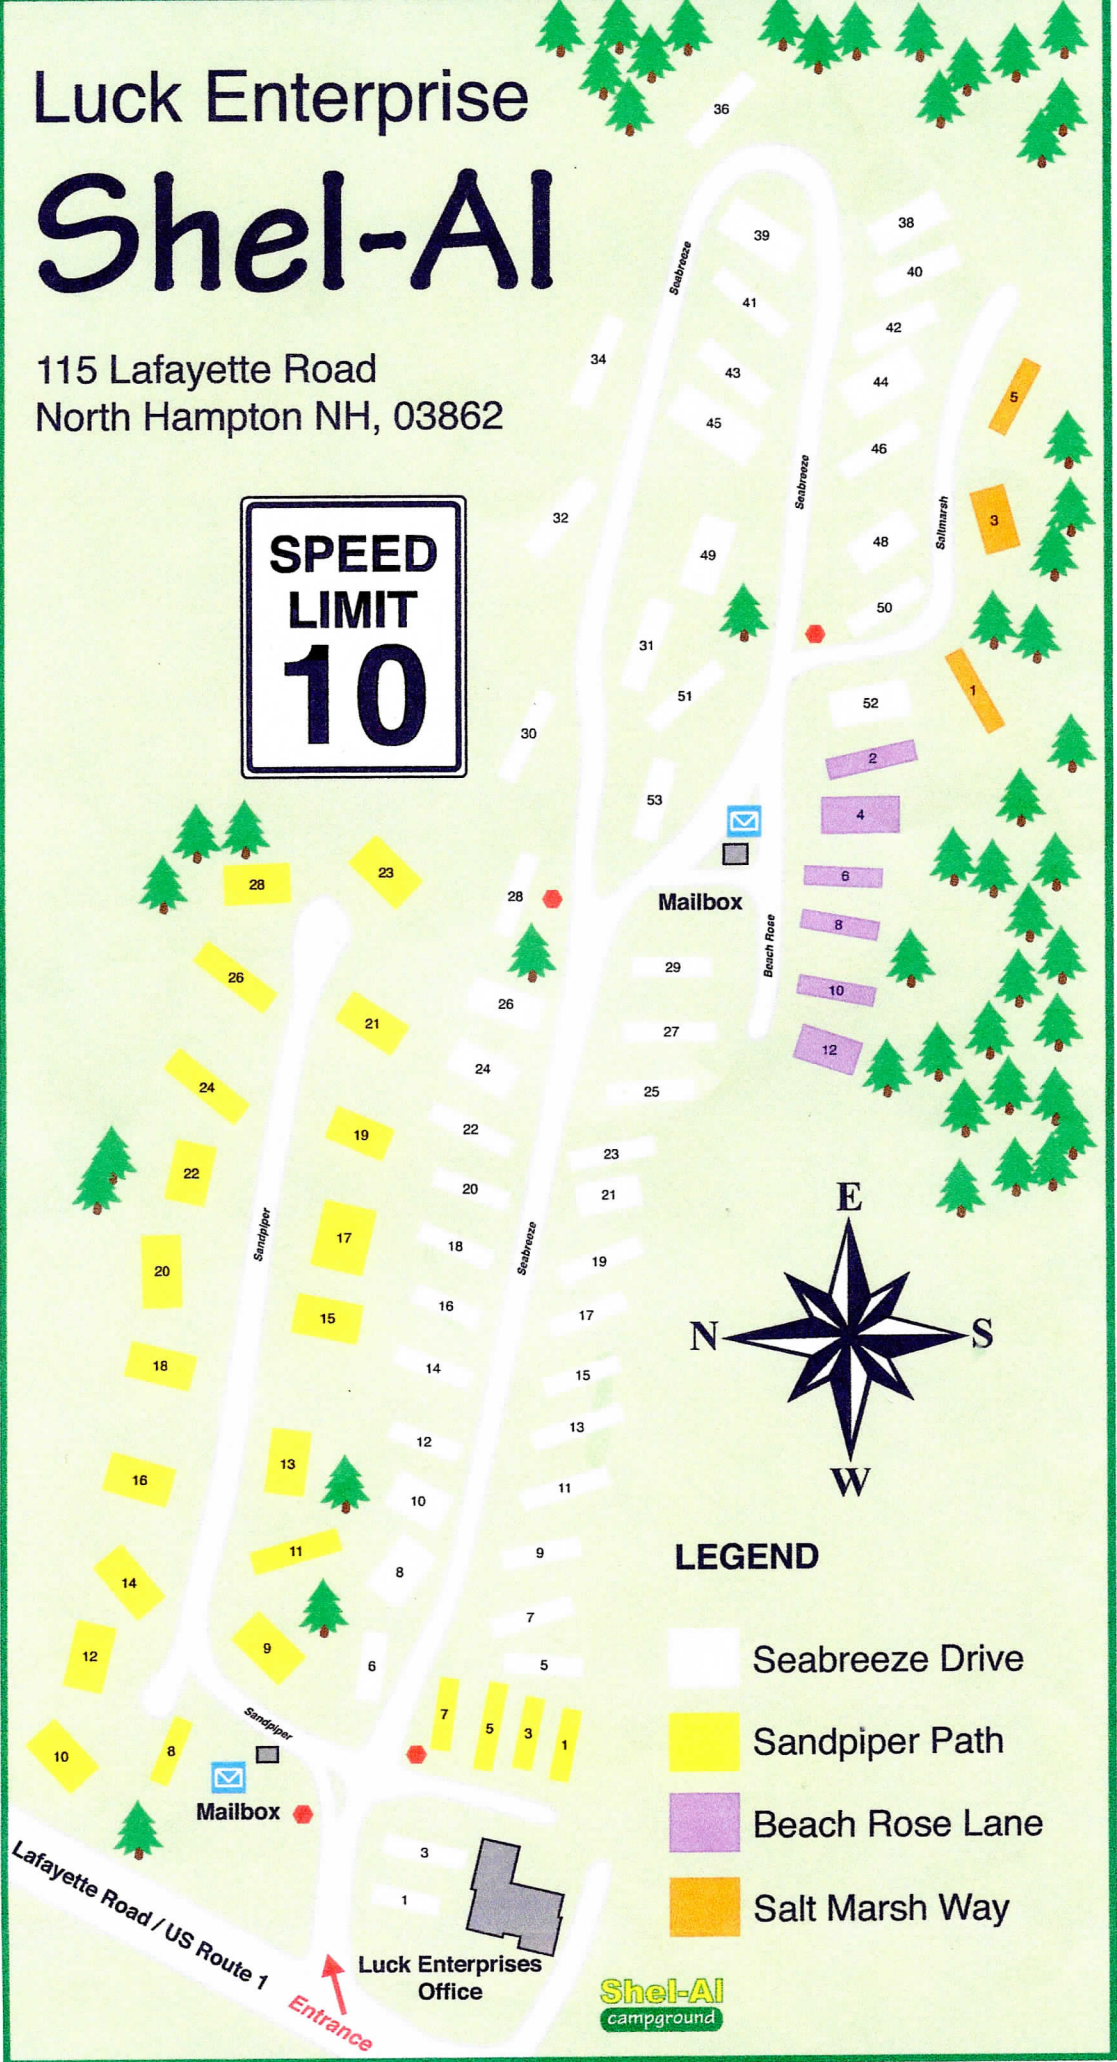 Luck Enterprise
Shel-Al
115 Lafayette Road
North Hampton NH, 03862
SPEED
LIMIT
10
36
39
38
Seabreeze
40
41
42
34
43
44
5
45
46
Seabreeze
32
3
Saltmarsh
48
49
50
31
51
1
52
30
2
53
4
23
6
28
28
Mailbox
8
Beach Rose
29
26
10
26
21
27
12
24
24
25
22
19
23
22
20
21
E
17
Sandpiper
18
Seabreeze
19
20
16
17
15
N
S
18
14
15
13
12
13
16
10
11
W
11
9
LEGEND
8
14
7
9
12
6
5
Seabreeze Drive
Sandpiper
7
5
3
1
10
8
Sandpiper Path
Mailbox
Beach Rose Lane
3
1
Salt Marsh Way
Lafayette Road / US Route 1
Luck Enterprises
Office
Entrance
Shel-Al
campground